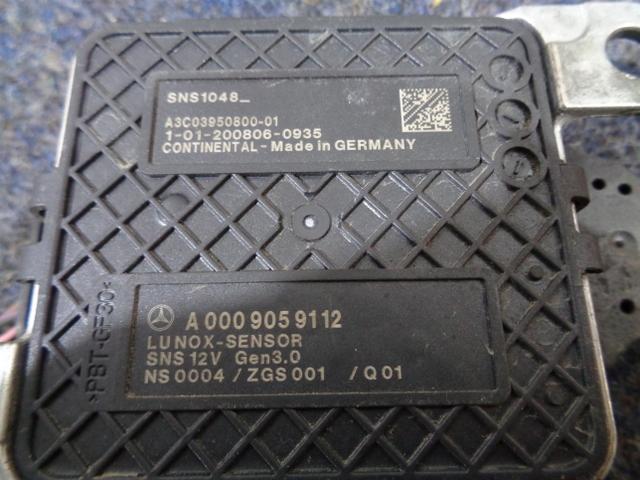 SNS1048_
A3C03950800-01
1-01-200806-0935
CONTINENTAL - Made in GERMANY
A 000 905 9112
LUNOX-SENSOR
SNS 12V Gen3.0
NS 0004 / ZGS 001 / Q 01
>PBT-GF30<